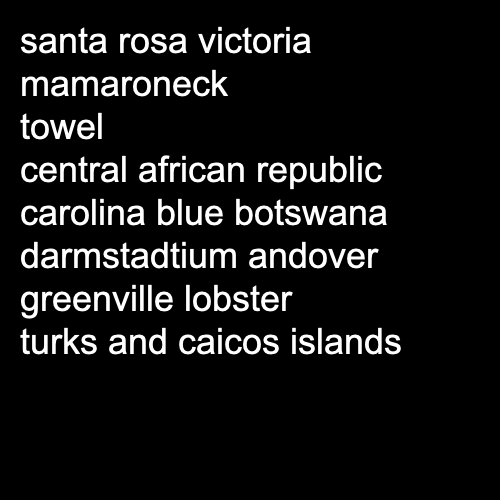 santa rosa victoria
mamaroneck
towel
central african republic
carolina blue botswana
darmstadtium andover
greenville lobster
turks and caicos islands